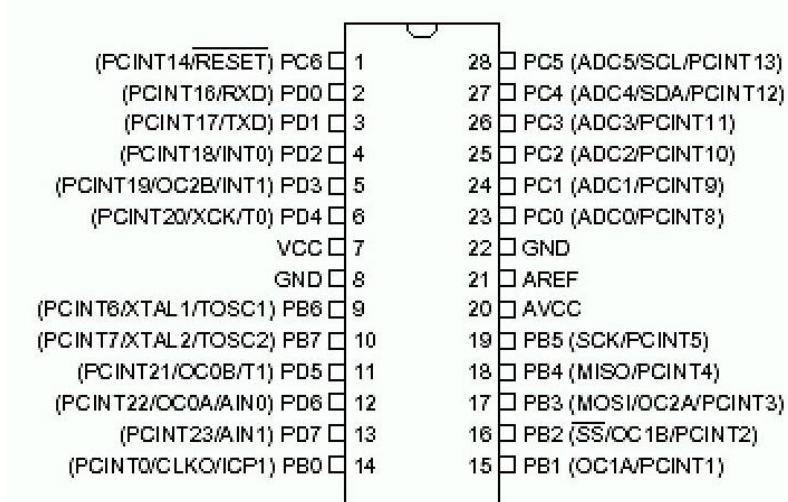 (PCINT14/RESET) PC6 1 28 PC5 (ADC5/SCL/PCINT13)
(PCINT16/RXD) PD0 2 27 PC4 (ADC4/SDA/PCINT12)
(PCINT17/TXD) PD1 3 26 PC3 (ADC3/PCINT11)
(PCINT18/INT0) PD2 4 25 PC2 (ADC2/PCINT10)
(PCINT19/OC2B/INT1) PD3 5 24 PC1 (ADC1/PCINT9)
(PCINT20/XCK/T0) PD4 6 23 PC0 (ADC0/PCINT8)
VCC 7 22 GND
GND 8 21 AREF
(PCINT6/XTAL1/TOSC1) PB6 9 20 AVCC
(PCINT7/XTAL2/TOSC2) PB7 10 19 PB5 (SCK/PCINT5)
(PCINT21/OC0B/T1) PD5 11 18 PB4 (MISO/PCINT4)
(PCINT22/OC0A/AIN0) PD6 12 17 PB3 (MOSI/OC2A/PCINT3)
(PCINT23/AIN1) PD7 13 16 PB2 (SS/OC1B/PCINT2)
(PCINT0/CLKO/ICP1) PB0 14 15 PB1 (OC1A/PCINT1)